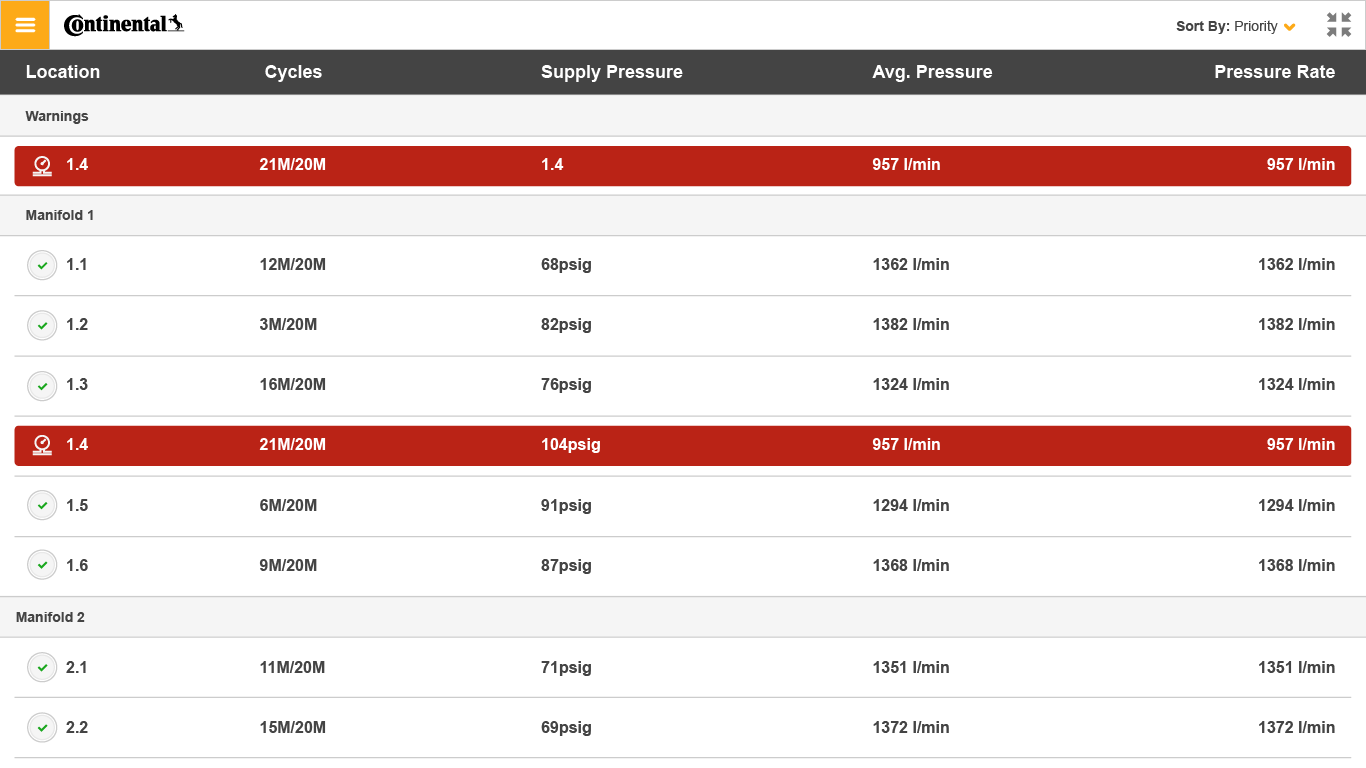 Continental
Sort By: Priority
Location Cycles Supply Pressure Avg. Pressure Pressure Rate
Warnings
1.4 21M/20M 1.4 957 l/min 957 l/min
Manifold 1
1.1 12M/20M 68psig 1362 l/min 1362 l/min
1.2 3M/20M 82psig 1382 l/min 1382 l/min
1.3 16M/20M 76psig 1324 l/min 1324 l/min
1.4 21M/20M 104psig 957 l/min 957 l/min
1.5 6M/20M 91psig 1294 l/min 1294 l/min
1.6 9M/20M 87psig 1368 l/min 1368 l/min
Manifold 2
2.1 11M/20M 71psig 1351 l/min 1351 l/min
2.2 15M/20M 69psig 1372 l/min 1372 l/min